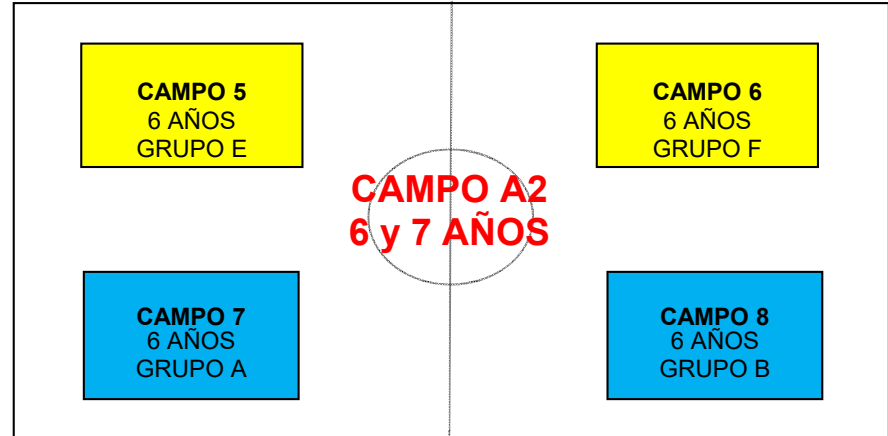 CAMPO 5
6 AÑOS
GRUPO E
CAMPO 6
6 AÑOS
GRUPO F
CAMPO A2
6 y 7 AÑOS
CAMPO 7
6 AÑOS
GRUPO A
CAMPO 8
6 AÑOS
GRUPO B